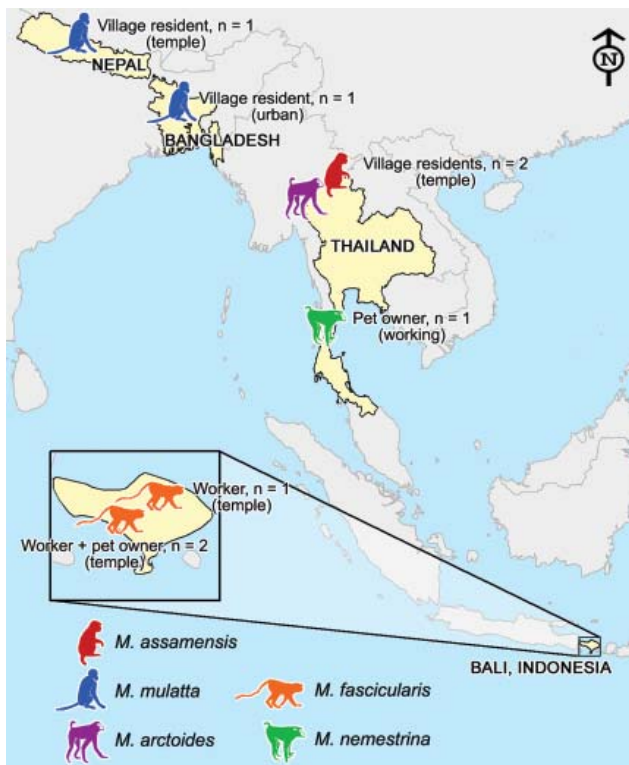 Village resident, n = 1
(temple)
N
NEPAL
Village resident, n = 1
(urban)
BANGLADESH
Village residents, n = 2
(temple)
THAILAND
Pet owner, n = 1
(working)
Worker, n = 1
(temple)
Worker + pet owner, n = 2
(temple)
BALI, INDONESIA
M. assamensis
M. mulatta
M. fascicularis
M. arctoides
M. nemestrina